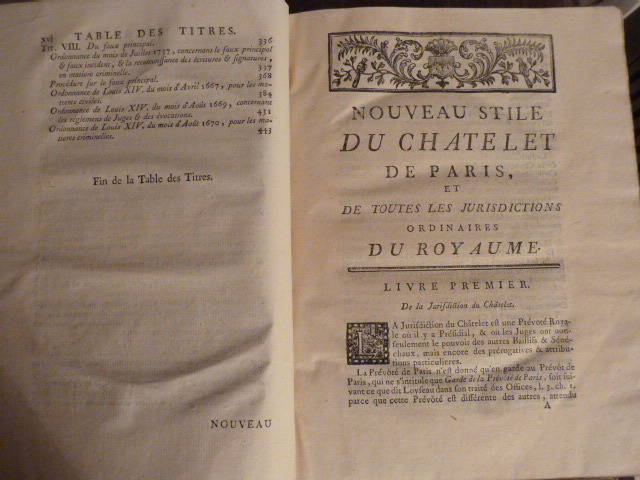 xvj TABLE DES TITRES.
Tit. VIII. Du faux principal. 336
Ordonnance du mois de Juillet 1737, concernant le faux principal
& faux incident, & la reconnoissance des écritures & signatures,
en matiere criminelle. 337
Procédure sur le faux principal. 368
Ordonnance de Louis XIV. du mois d'Avril 1667, pour les ma-
tieres civiles. 384
Ordonnance de Louis XIV. du mois d'Août 1669, concernant
les réglemens de Juges & des évocations. 431
Ordonnance de Louis XIV. du mois d'Août 1670, pour les ma-
tieres criminelles. 443
Fin de la Table des Titres.
NOUVEAU
NOUVEAU STILE
DU CHATELET
DE PARIS,
ET
DE TOUTES LES JURISDICTIONS
ORDINAIRES
DU ROYAUME.
LIVRE PREMIER.
De la Jurisdiction du Châtelet.
LA Jurisdiction du Châtelet est une Prévôté Roya-
le où il y a Présidial, & où les Juges ont non-
seulement le pouvoir des autres Baillifs & Séné-
chaux, mais encore des prérogatives & attribu-
tions particulieres.
La Prévôté de Paris n'est donné qu'en garde au Prévôt de
Paris, qui ne s'intitule que Garde de la Prévôté de Paris, soit sui-
vant ce que dit Loyseau dans son traité des Offices, l. 3. ch. 1.
parce que cette Prévôté est différente des autres, attendu
A